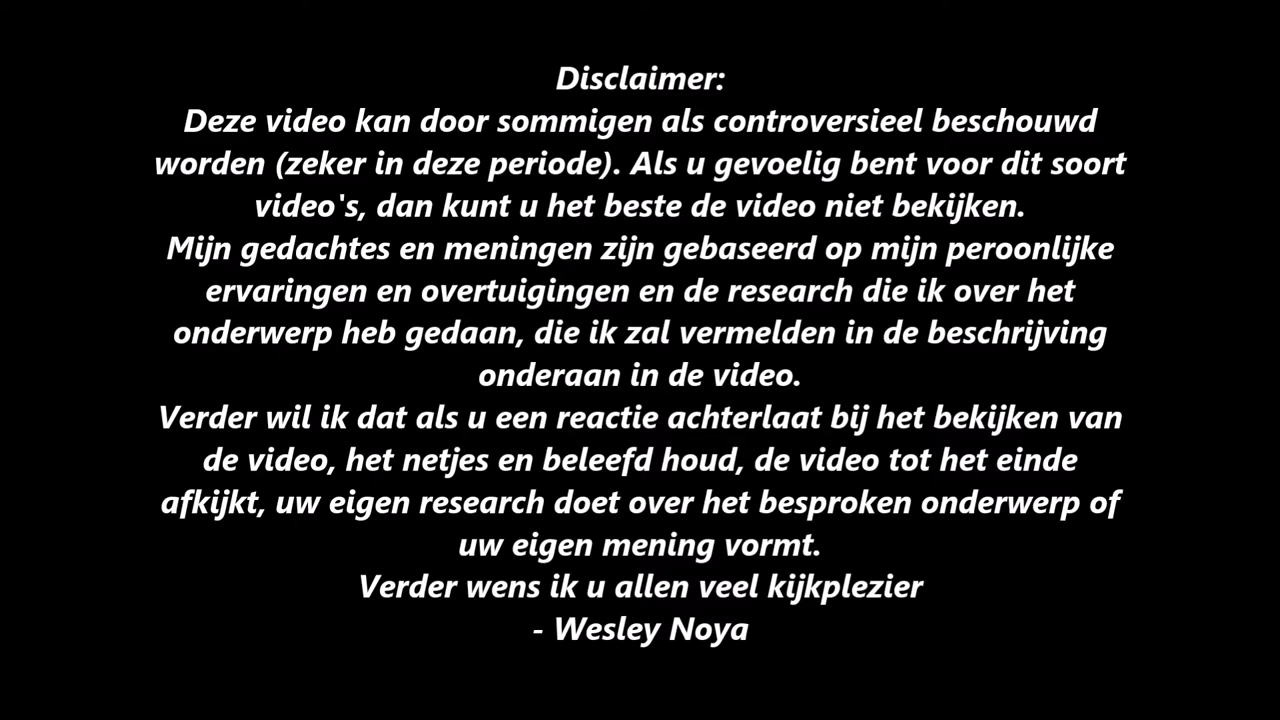 Disclaimer:
Deze video kan door sommigen als controversieel beschouwd
worden (zeker in deze periode). Als u gevoelig bent voor dit soort
video's, dan kunt u het beste de video niet bekijken.
Mijn gedachtes en meningen zijn gebaseerd op mijn peroonlijke
ervaringen en overtuigingen en de research die ik over het
onderwerp heb gedaan, die ik zal vermelden in de beschrijving
onderaan in de video.
Verder wil ik dat als u een reactie achterlaat bij het bekijken van
de video, het netjes en beleefd houd, de video tot het einde
afkijkt, uw eigen research doet over het besproken onderwerp of
uw eigen mening vormt.
Verder wens ik u allen veel kijkplezier
- Wesley Noya